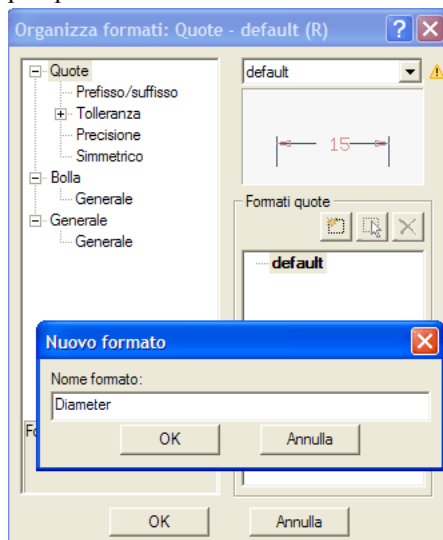 Organizza formati: Quote - default (R)
Quote
Prefisso/suffisso
Tolleranza
Precisione
Simmetrico
Bolla
Generale
Generale
Generale
default
15
Formati quote
default
Nuovo formato
Nome formato:
Diameter
OK Annulla
OK Annulla